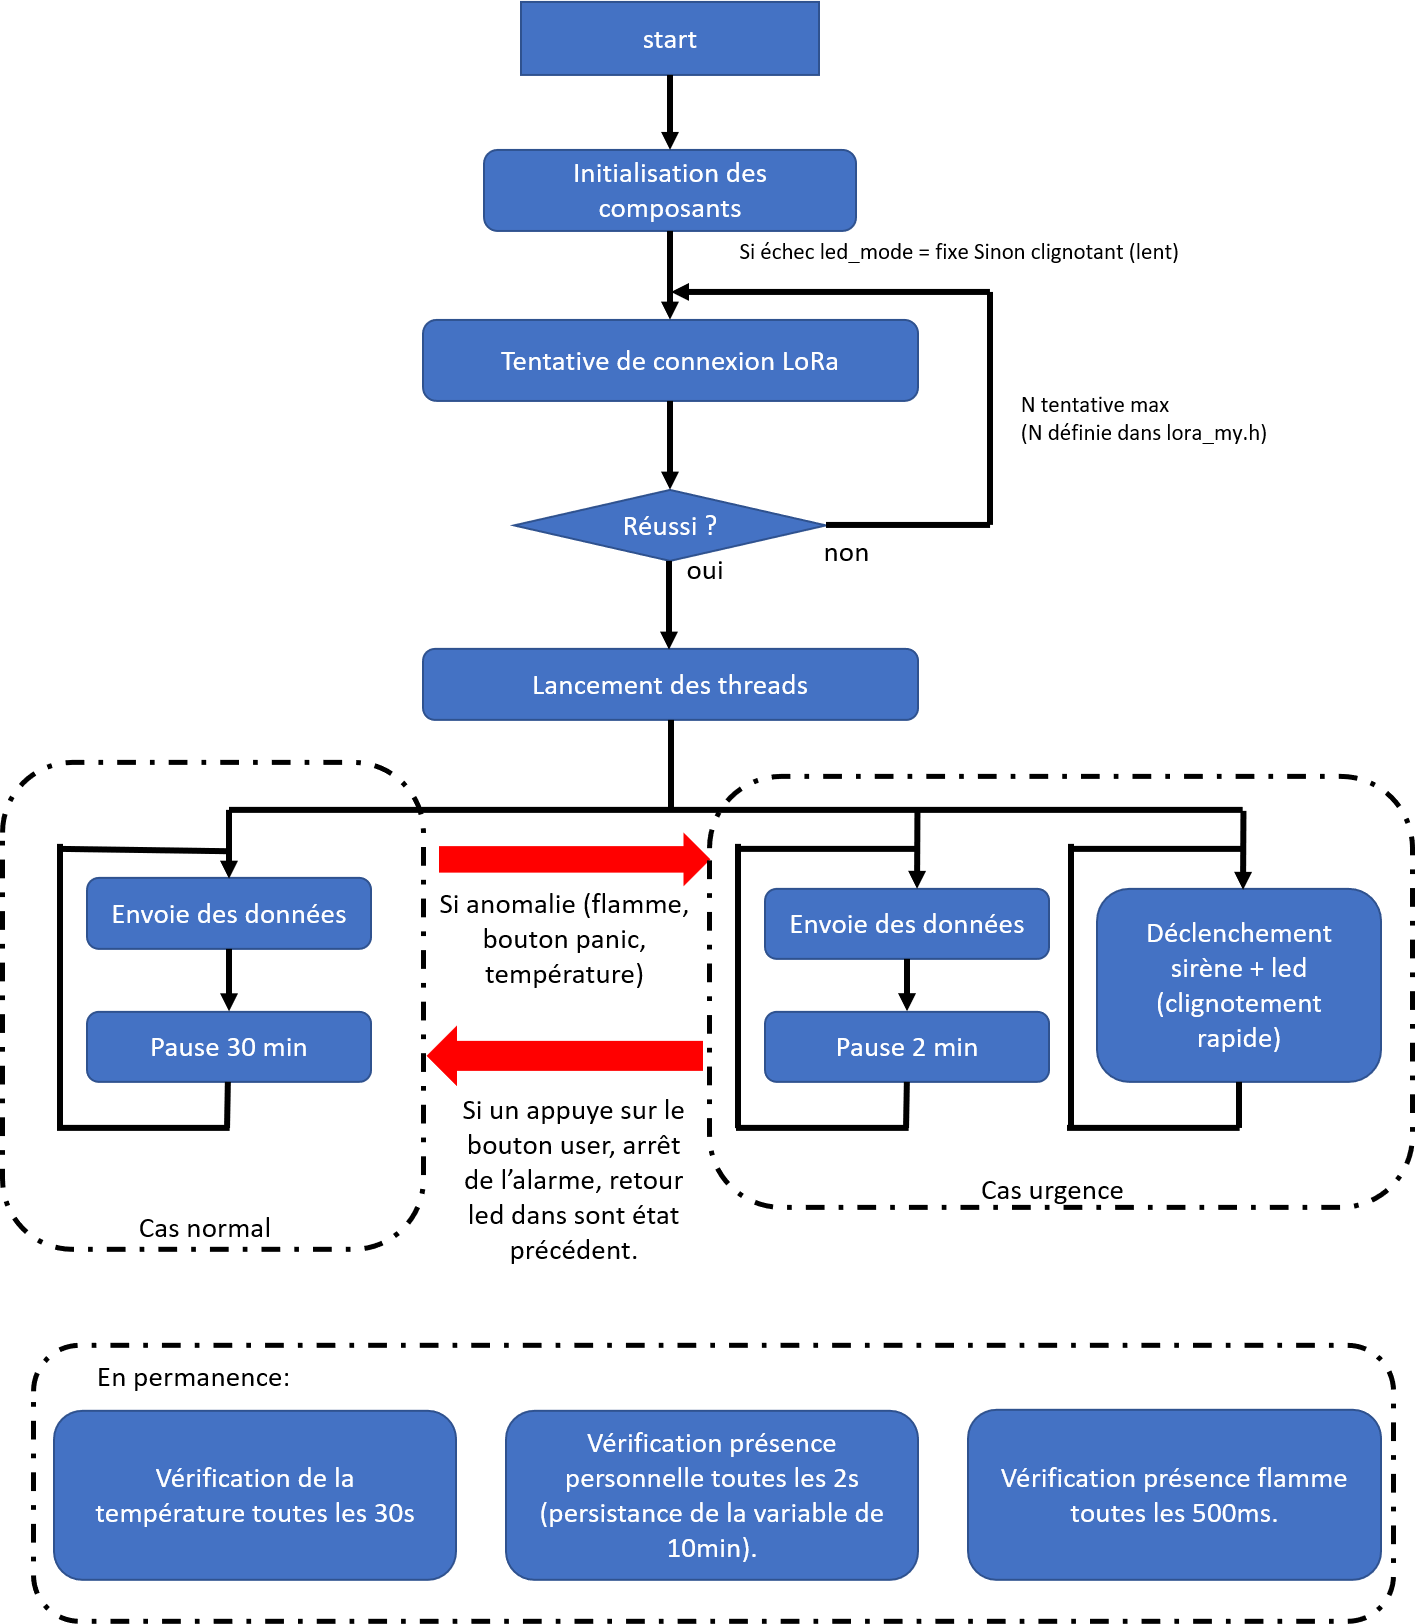 start
Initialisation des
composants
Si échec led_mode = fixe Sinon clignotant (lent)
Tentative de connexion LoRa
N tentative max
(N définie dans lora_my.h)
Réussi ?
non
oui
Lancement des threads
Envoie des données
Pause 30 min
Cas normal
Si anomalie (flamme,
bouton panic,
température)
Si un appuye sur le
bouton user, arrêt
de l’alarme, retour
led dans sont état
précédent.
Envoie des données
Pause 2 min
Déclenchement
sirène + led
(clignotement
rapide)
Cas urgence
En permanence:
Vérification de la
température toutes les 30s
Vérification présence
personnelle toutes les 2s
(persistance de la variable de
10min).
Vérification présence flamme
toutes les 500ms.